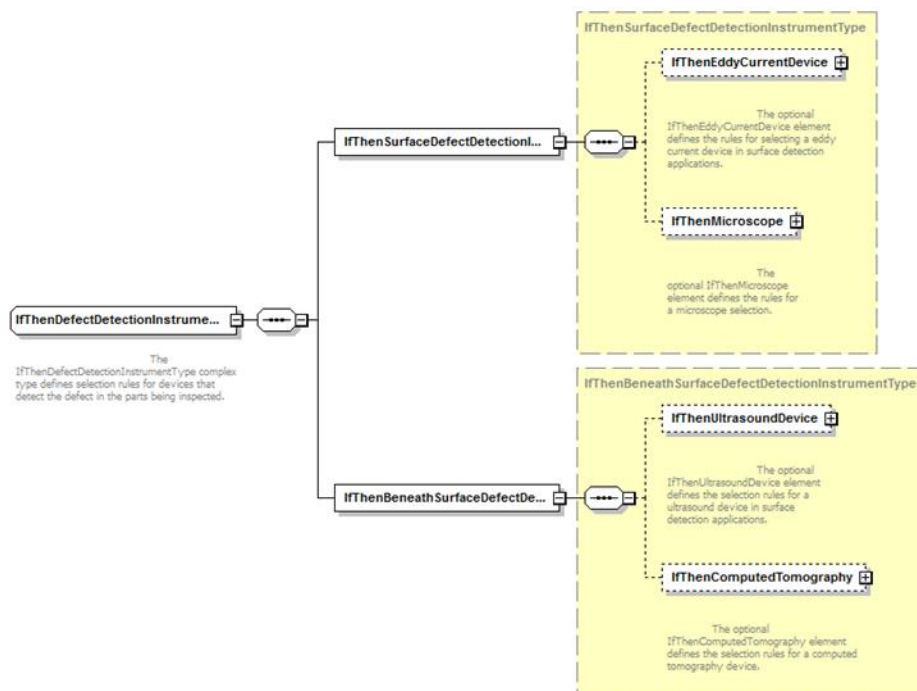 IfThenSurfaceDefectDetectionInstrumentType
IfThenEddyCurrentDevice
The optional
IfThenEddyCurrentDevice element
defines the rules for selecting a eddy
current device in surface detection
applications.
IfThenSurfaceDefectDetectionI...
IfThenMicroscope
The
optional IfThenMicroscope
element defines the rules for
a microscope selection.
IfThenDefectDetectionInstrume...
The
IfThenDefectDetectionInstrumentType complex
type defines selection rules for devices that
detect the defect in the parts being inspected.
IfThenBeneathSurfaceDefectDetectionInstrumentType
IfThenUltrasoundDevice
The optional
IfThenUltrasoundDevice element
defines the selection rules for a
ultrasound device in surface
detection applications.
IfThenBeneathSurfaceDefectDe...
IfThenComputedTomography
The optional
IfThenComputedTomography element
defines the selection rules for a computed
tomography device.